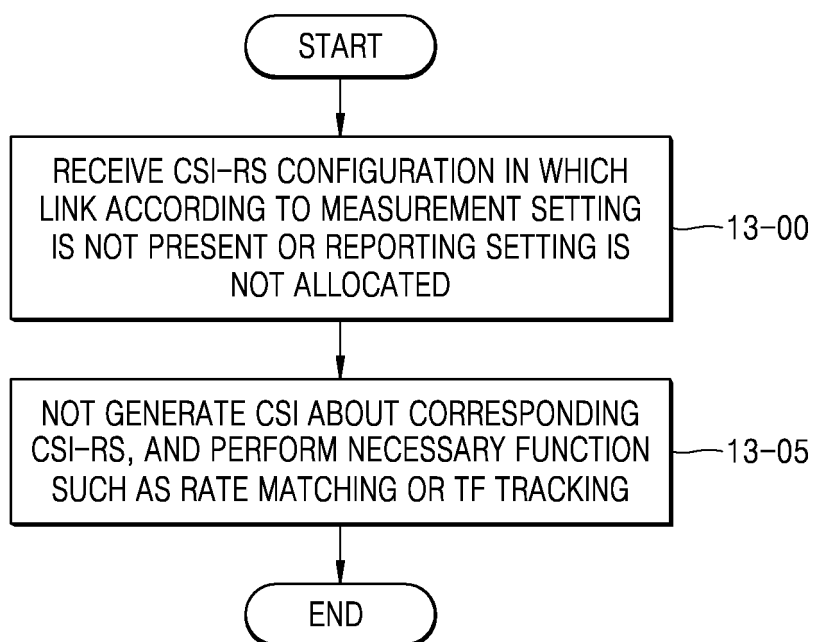 START
RECEIVE CSI-RS CONFIGURATION IN WHICH
LINK ACCORDING TO MEASUREMENT SETTING
IS NOT PRESENT OR REPORTING SETTING IS
NOT ALLOCATED
13-00
NOT GENERATE CSI ABOUT CORRESPONDING
CSI-RS, AND PERFORM NECESSARY FUNCTION
SUCH AS RATE MATCHING OR TF TRACKING
13-05
END